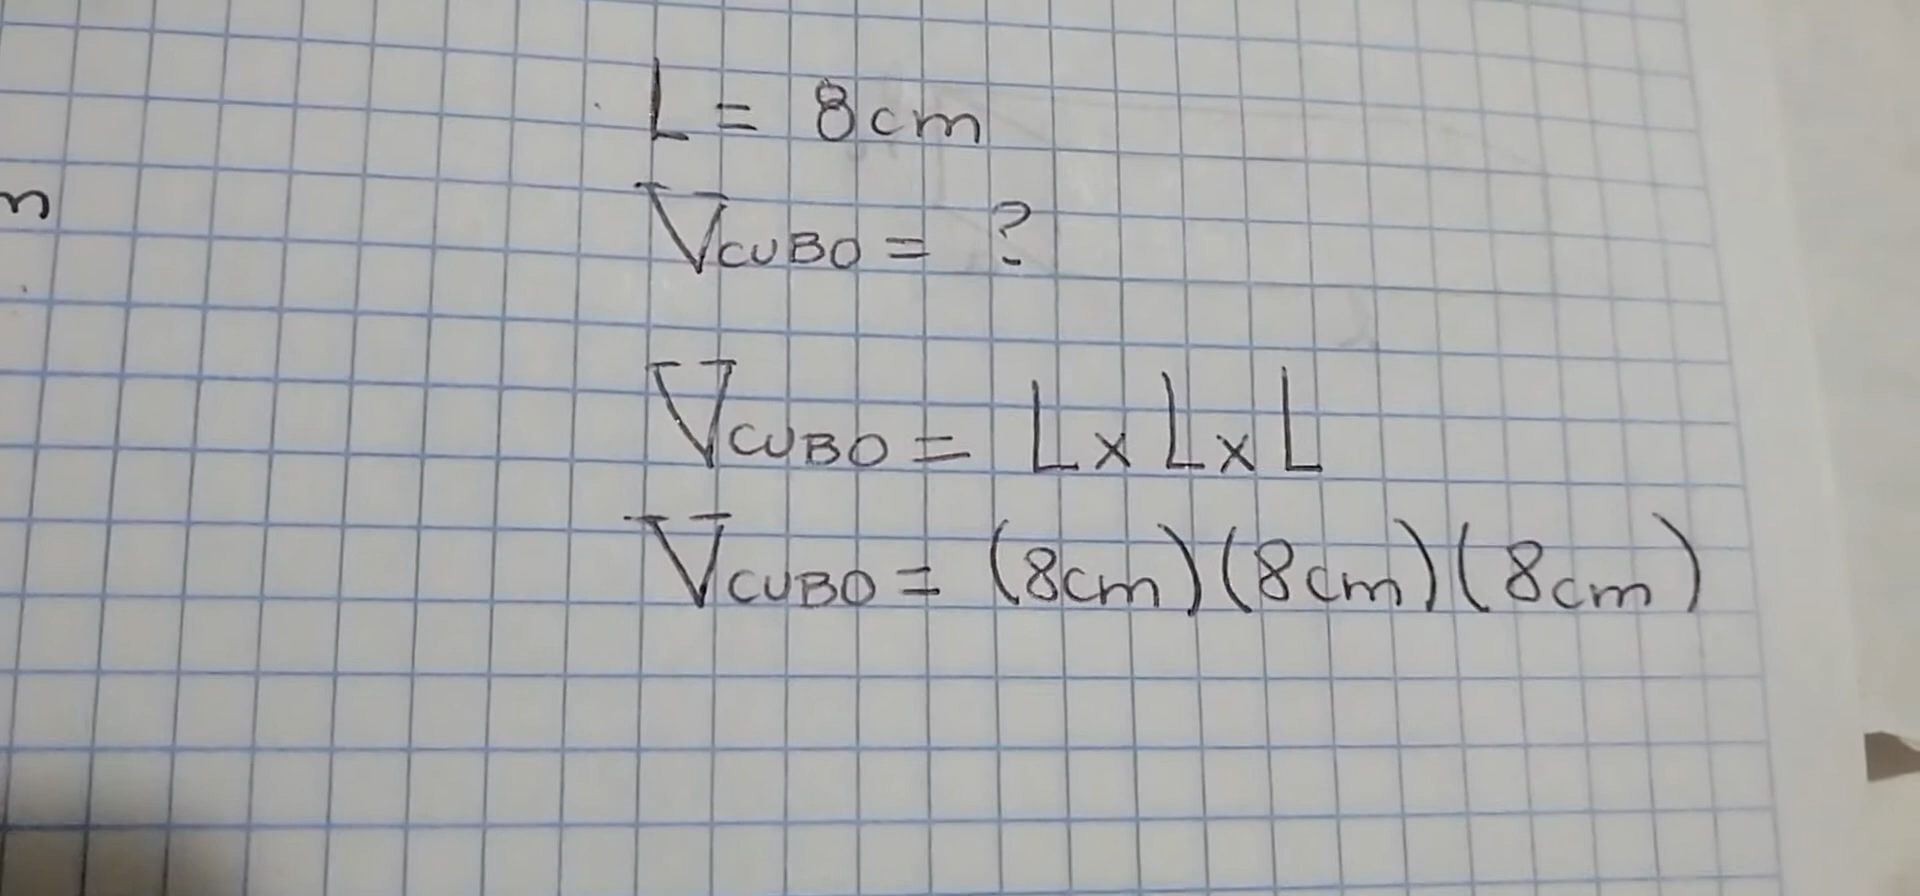 L = 8cm
VCUBO = ?
VCUBO = L x L x L
VCUBO = (8cm)(8cm)(8cm)